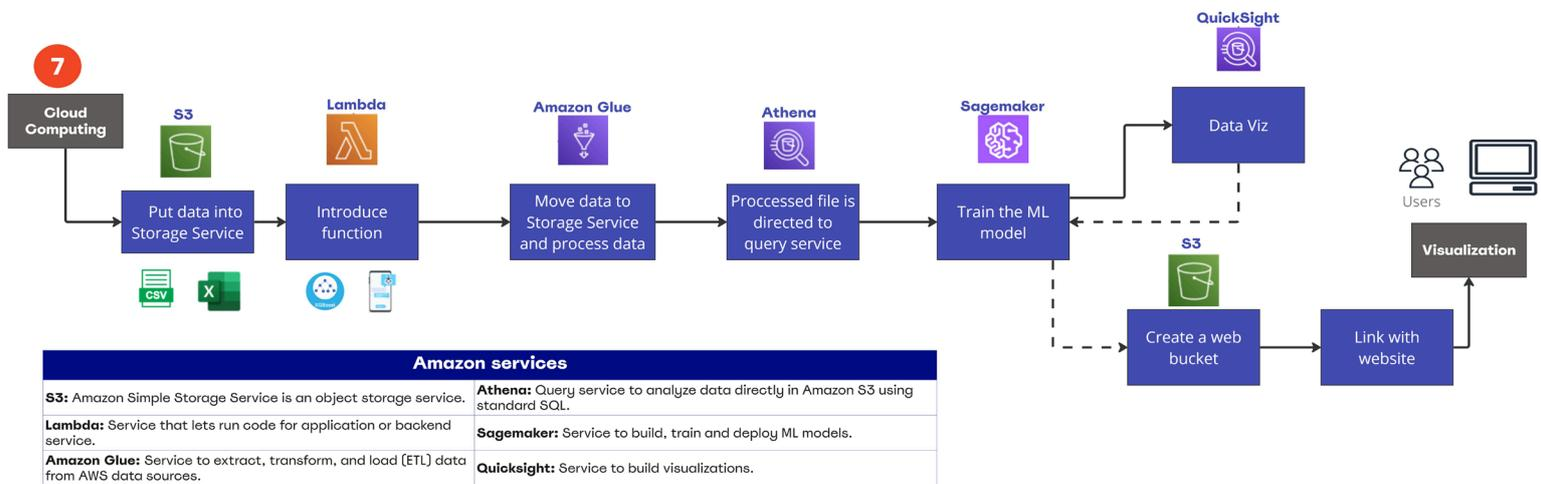 7
Cloud
Computing
S3
Put data into
Storage Service
CSV
X
Lambda
Introduce
function
Amazon Glue
Move data to
Storage Service
and process data
Athena
Proccessed file is
directed to
query service
Sagemaker
Train the ML
model
QuickSight
Data Viz
S3
Create a web
bucket
Link with
website
Users
Visualization
Amazon services
S3: Amazon Simple Storage Service is an object storage service.
Athena: Query service to analyze data directly in Amazon S3 using
standard SQL.
Lambda: Service that lets run code for application or backend
service.
Sagemaker: Service to build, train and deploy ML models.
Amazon Glue: Service to extract, transform, and load (ETL) data
from AWS data sources.
Quicksight: Service to build visualizations.